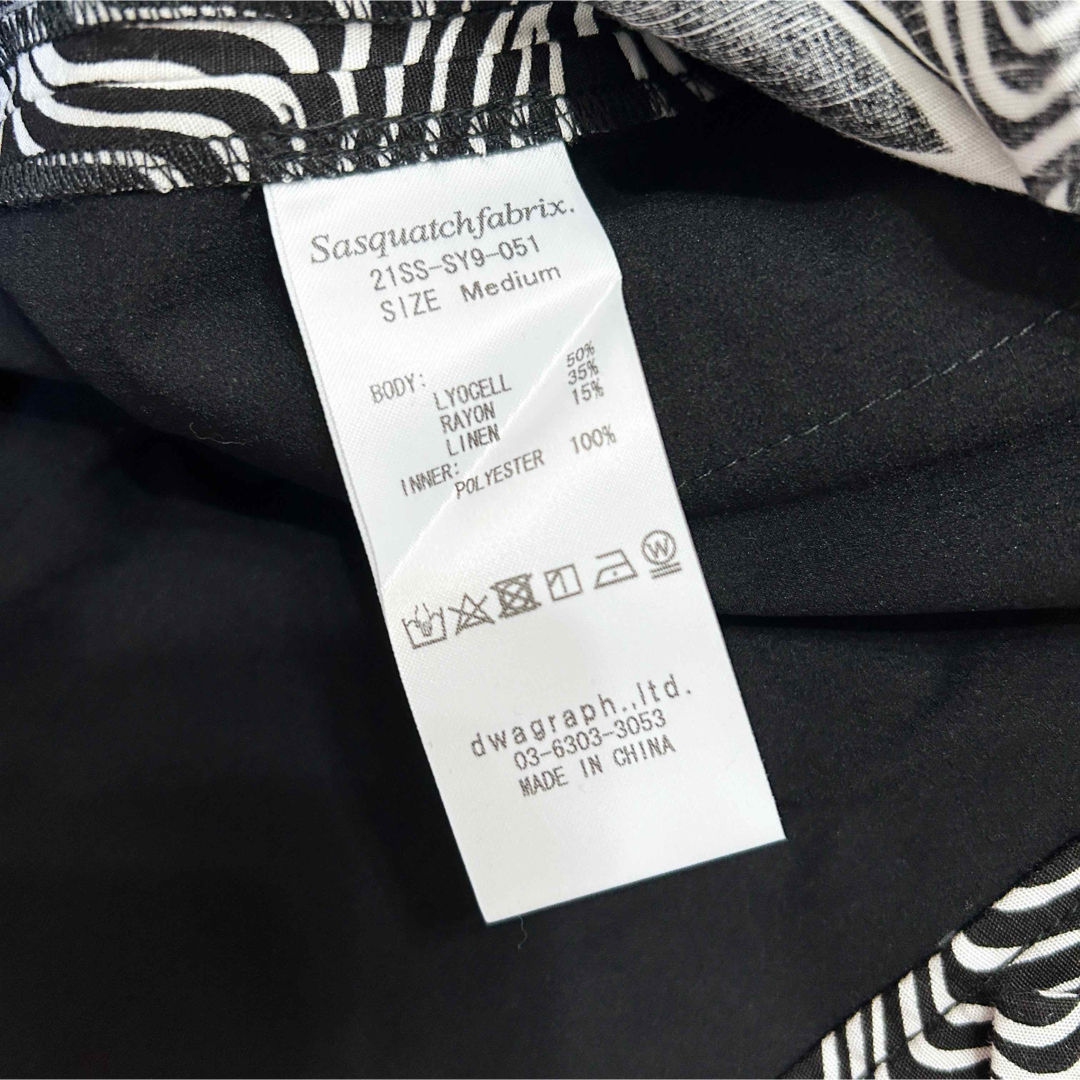 Sasquatchfabrix.
21SS-SY9-051
SIZE Medium
BODY:
LYOCELL 50%
RAYON 35%
LINEN 15%
INNER:
POLYESTER 100%
W
dwagraph.,ltd.
03-6303-3053
MADE IN CHINA